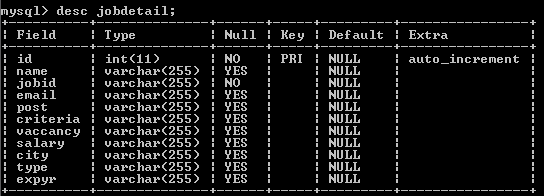 mysql> desc jobdetail;
+-----------+--------------+------+-----+---------+----------------+
| Field     | Type         | Null | Key | Default | Extra          |
+-----------+--------------+------+-----+---------+----------------+
| id        | int(11)      | NO   | PRI | NULL    | auto_increment |
| name      | varchar(255) | YES  |     | NULL    |                |
| jobid     | varchar(255) | NO   |     | NULL    |                |
| email     | varchar(255) | YES  |     | NULL    |                |
| post      | varchar(255) | YES  |     | NULL    |                |
| criteria  | varchar(255) | YES  |     | NULL    |                |
| vaccancy  | varchar(255) | YES  |     | NULL    |                |
| salary    | varchar(255) | YES  |     | NULL    |                |
| city      | varchar(255) | YES  |     | NULL    |                |
| type      | varchar(255) | YES  |     | NULL    |                |
| expyr     | varchar(255) | YES  |     | NULL    |                |
+-----------+--------------+------+-----+---------+----------------+